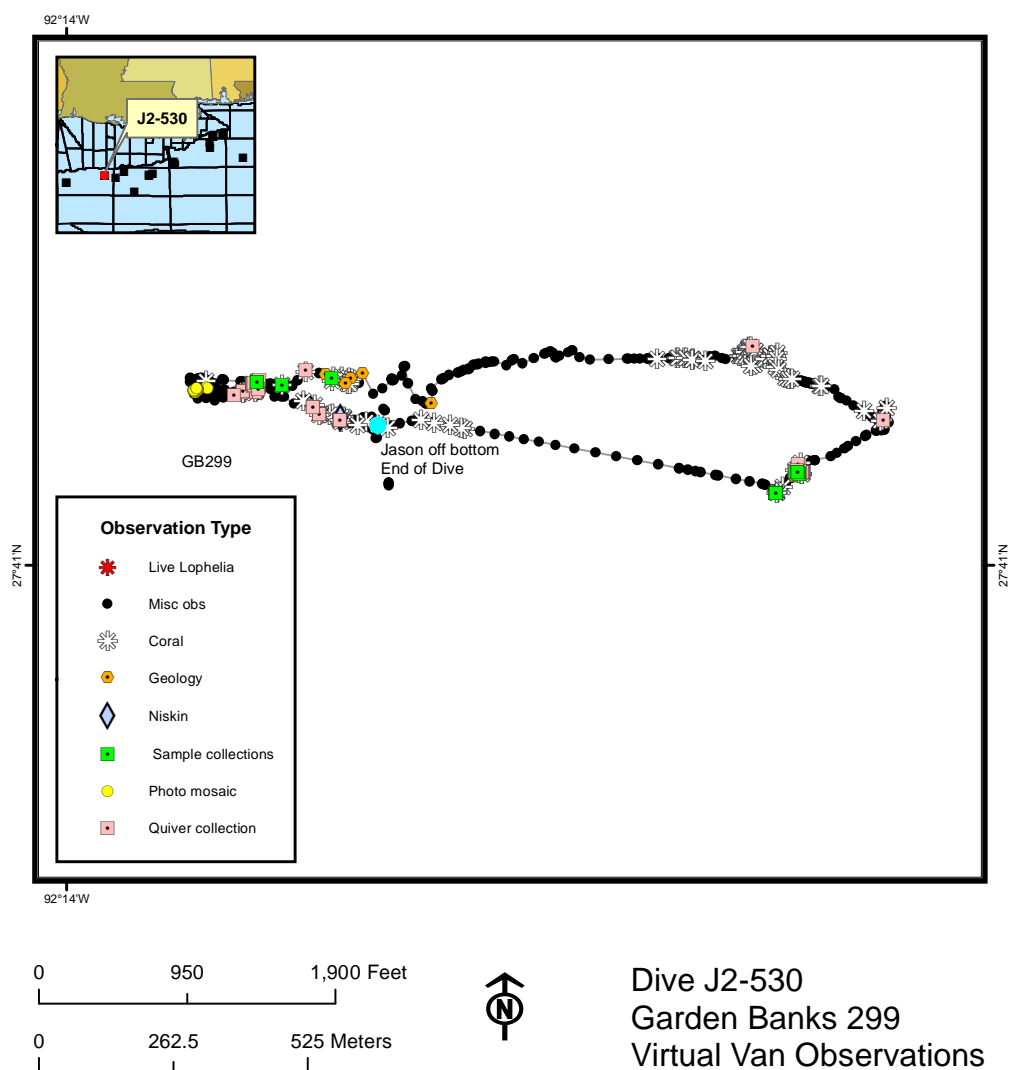 92°14'W
J2-530
Jason off bottom
End of Dive
GB299
Observation Type
Live Lophelia
Misc obs
Coral
Geology
Niskin
Sample collections
Photo mosaic
Quiver collection
27°41'N
27°41'N
92°14'W
0 950 1,900 Feet
0 262.5 525 Meters
N
Dive J2-530
Garden Banks 299
Virtual Van Observations